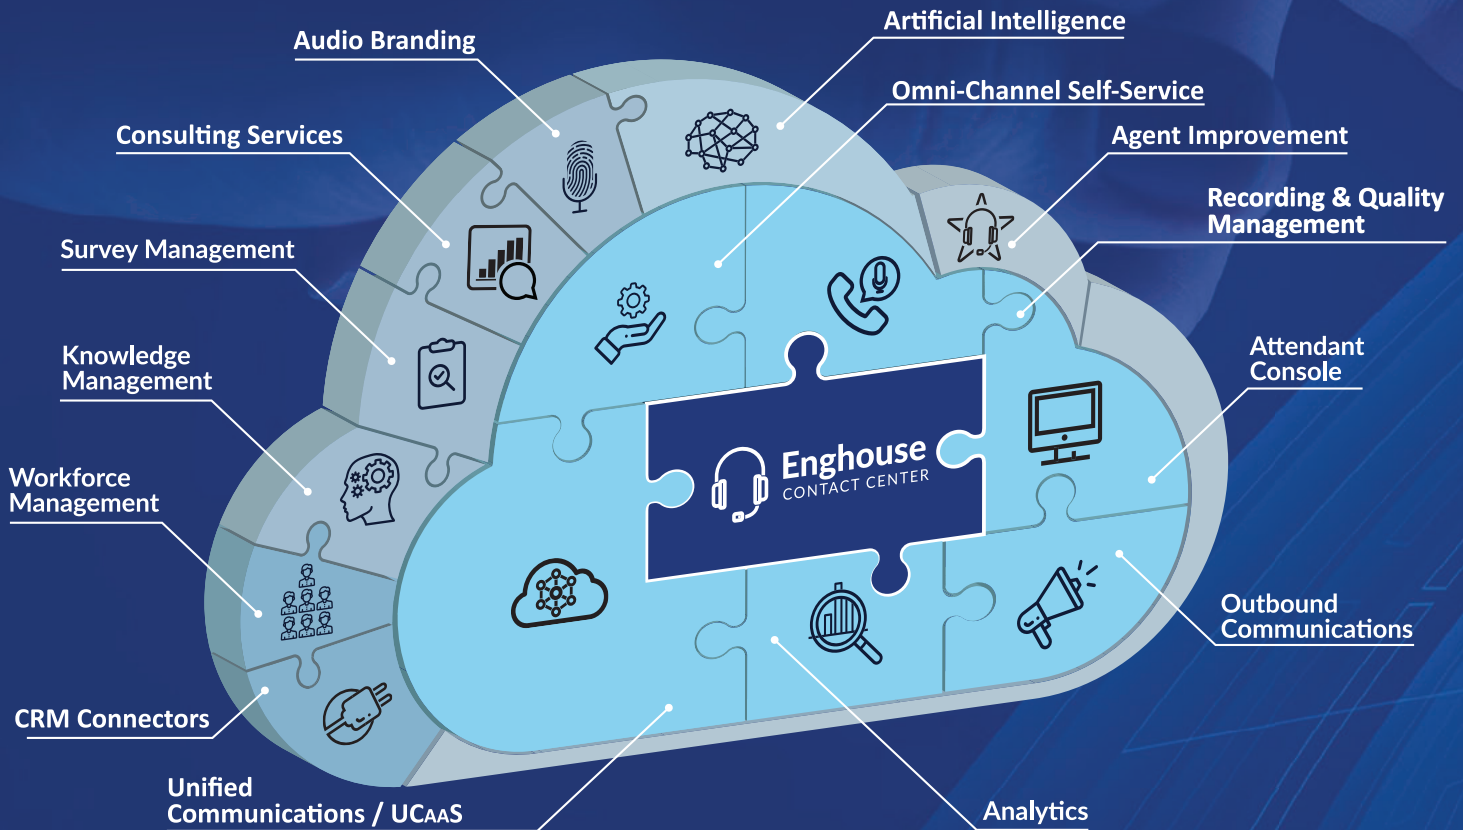 Audio Branding
Artificial Intelligence
Omni-Channel Self-Service
Consulting Services
Agent Improvement
Recording & Quality
Management
Survey Management
Knowledge
Management
Attendant
Console
Workforce
Management
Enghouse
CONTACT CENTER
Outbound
Communications
CRM Connectors
Unified
Communications / UCAAS
Analytics